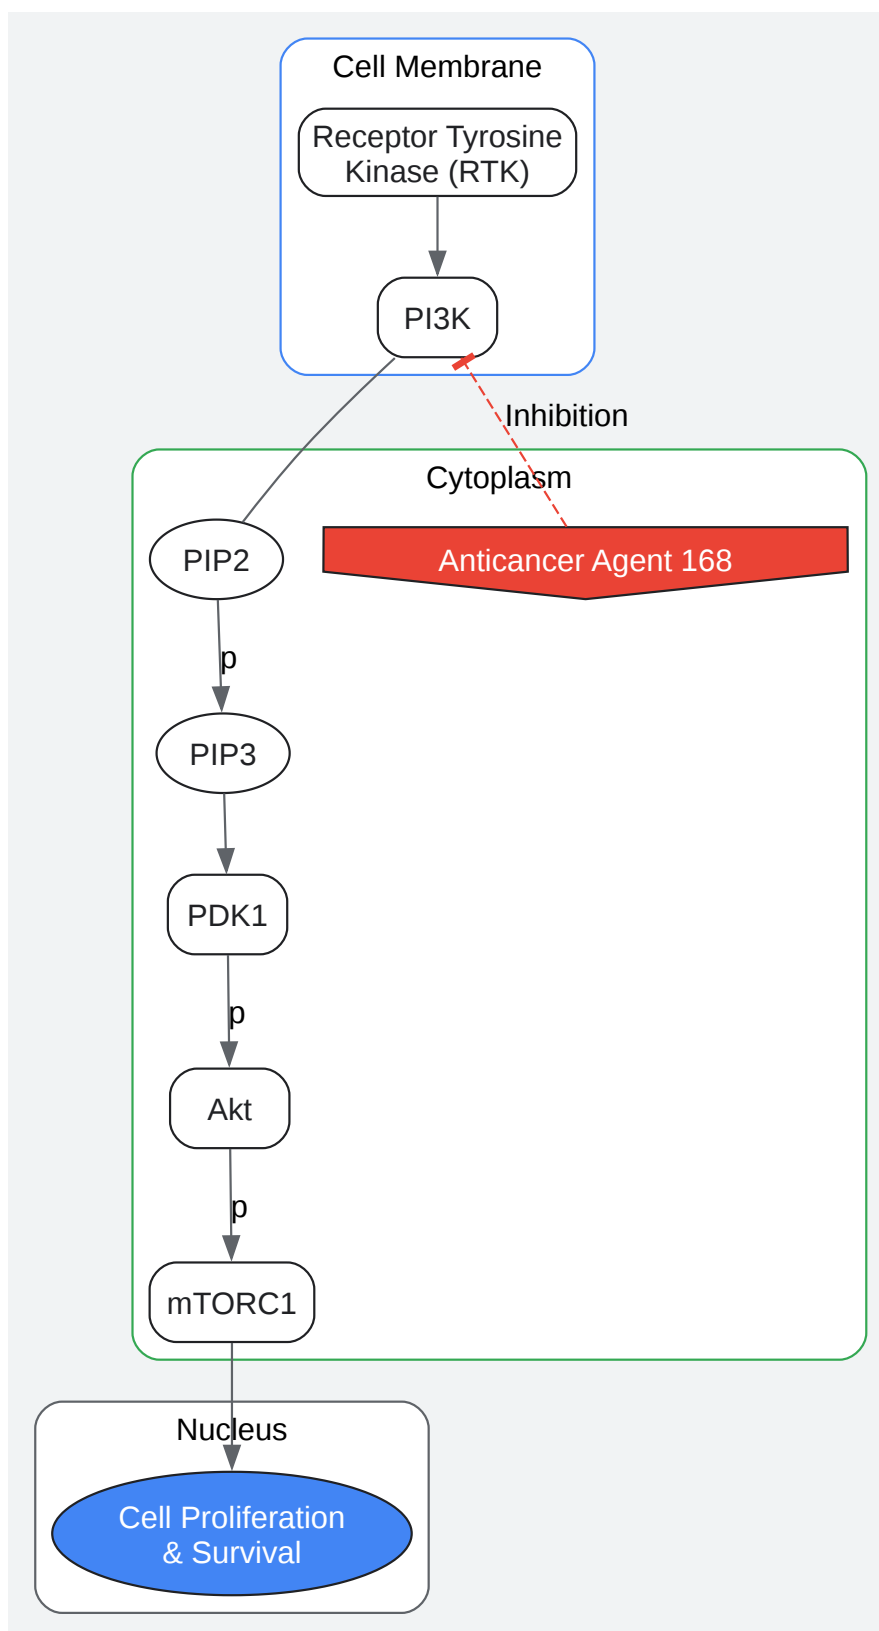 Cell Membrane
Receptor Tyrosine
Kinase (RTK)
PI3K
Inhibition
Cytoplasm
PIP2
Anticancer Agent 168
p
PIP3
PDK1
p
Akt
p
mTORC1
Nucleus
Cell Proliferation
& Survival